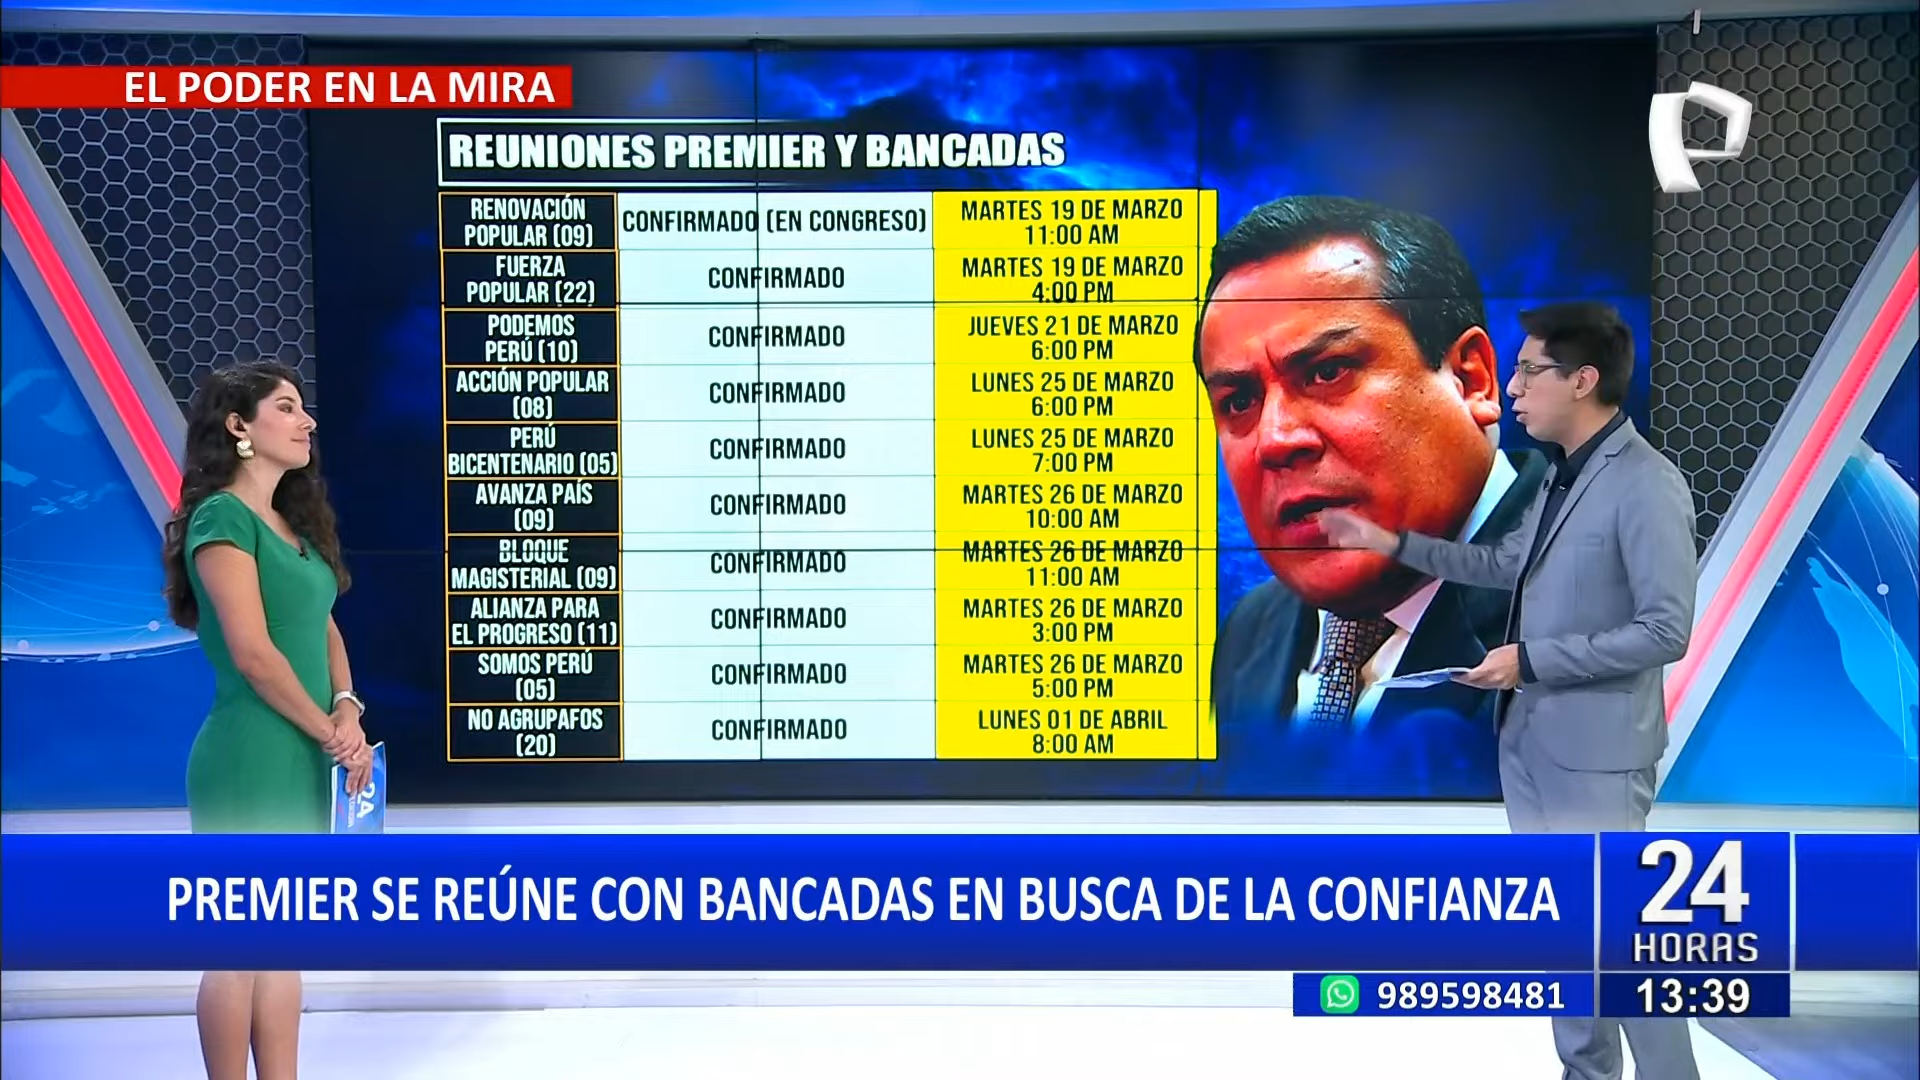 EL PODER EN LA MIRA
REUNIONES PREMIER Y BANCADAS
RENOVACIÓN
POPULAR (09)
CONFIRMADO (EN CONGRESO)
MARTES 19 DE MARZO
11:00 AM
FUERZA
POPULAR (22)
CONFIRMADO
MARTES 19 DE MARZO
4:00 PM
PODEMOS
PERÚ (10)
CONFIRMADO
JUEVES 21 DE MARZO
6:00 PM
ACCIÓN POPULAR
(08)
CONFIRMADO
LUNES 25 DE MARZO
6:00 PM
PERÚ
BICENTENARIO (05)
CONFIRMADO
LUNES 25 DE MARZO
7:00 PM
AVANZA PAÍS
(09)
CONFIRMADO
MARTES 26 DE MARZO
10:00 AM
BLOQUE
MAGISTERIAL (09)
CONFIRMADO
MARTES 26 DE MARZO
11:00 AM
ALIANZA PARA
EL PROGRESO (11)
CONFIRMADO
MARTES 26 DE MARZO
3:00 PM
SOMOS PERÚ
(05)
CONFIRMADO
MARTES 26 DE MARZO
5:00 PM
NO AGRUPAFOS
(20)
CONFIRMADO
LUNES 01 DE ABRIL
8:00 AM
24
PREMIER SE REÚNE CON BANCADAS EN BUSCA DE LA CONFIANZA
24
HORAS
989598481
13:39